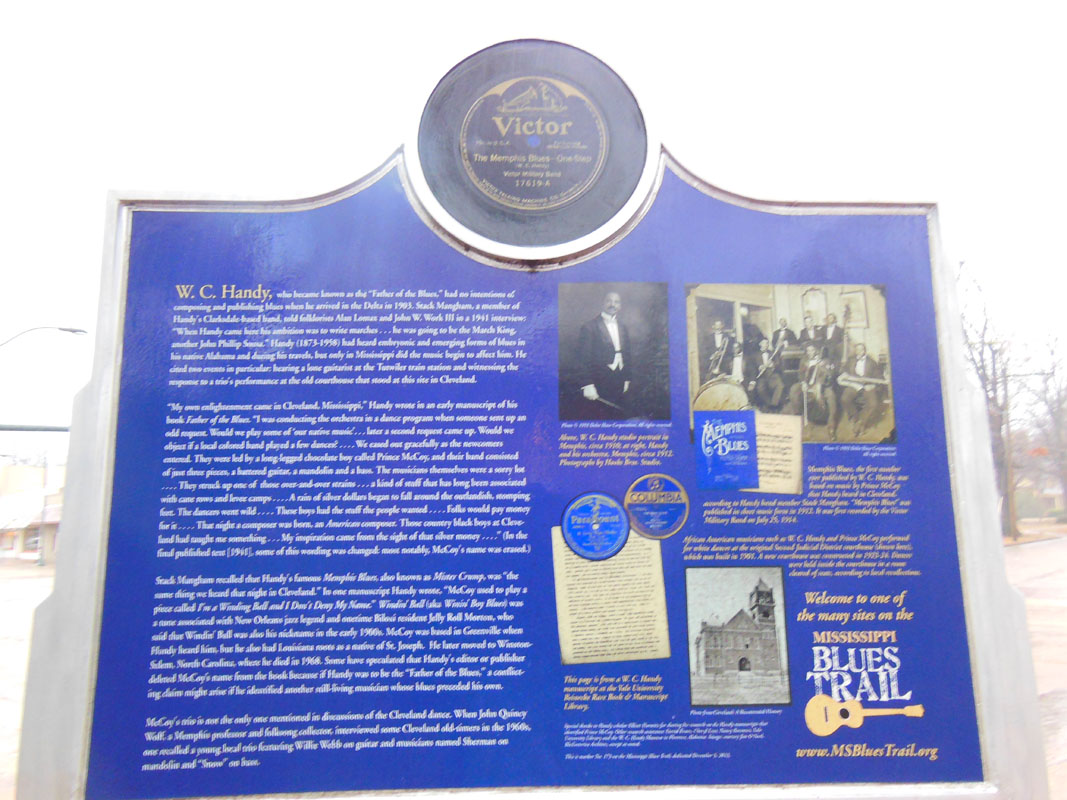 Victor
The Memphis Blues—One-Step
(W. C. Handy)
Victor Military Band
17619-A
W. C. Handy, who became known as the “Father of the Blues,” had no intentions of
composing and publishing blues when he arrived in the Delta in 1903. Stack Mangham, a member of
Handy's Clarksdale-based band, told folklorists Alan Lomax and John W. Work III in a 1941 interview:
“When Handy came here his ambition was to write marches . . . he was going to be the March King,
another John Phillip Sousa.” Handy (1873-1958) had heard embryonic and emerging forms of blues in
his native Alabama and during his travels, but only in Mississippi did the music begin to affect him. He
cited two events in particular: hearing a lone guitarist at the Tutwiler train station and witnessing the
response to a trio's performance at the old courthouse that stood at this site in Cleveland.
“My own enlightenment came in Cleveland, Mississippi,” Handy wrote in an early manuscript of his
book Father of the Blues. “I was conducting the orchestra in a dance program when someone sent up an
odd request. Would we play some of ‘our native music’. . . later a second request came up. Would we
object if a local colored band played a few dances? . . . . We eased out gracefully as the newcomers
entered. They were led by a long-legged chocolate boy called Prince McCoy, and their band consisted
of just three pieces, a battered guitar, a mandolin and a bass. The musicians themselves were a sorry lot
. . . . They struck up one of those over-and-over strains . . . a kind of stuff that has long been associated
with cane rows and levee camps . . . . A rain of silver dollars began to fall around the outlandish, stomping
feet. The dancers went wild . . . . These boys had the stuff the people wanted . . . . Folks would pay money
for it . . . . That night a composer was born, an American composer. Those country black boys at Cleve-
land had taught me something . . . My inspiration came from the sight of that silver money . . . .” (In the
final published text [1941], some of this wording was changed: most notably, McCoy's name was erased.)
Stack Mangham recalled that Handy's famous Memphis Blues, also known as Mister Crump, was “the
same thing we heard that night in Cleveland.” In one manuscript Handy wrote, “McCoy used to play a
piece called I'm a Winding Ball and I Don't Deny My Name.” Windin' Ball (aka Winin' Boy Blues) was
a tune associated with New Orleans jazz legend and onetime Biloxi resident Jelly Roll Morton, who
said that Windin' Ball was also his nickname in the early 1900s. McCoy was based in Greenville when
Handy heard him, but he also had Louisiana roots as a native of St. Joseph. He later moved to Winston-
Salem, North Carolina, where he died in 1968. Some have speculated that Handy's editor or publisher
deleted McCoy's name from the book because if Handy was to be the “Father of the Blues,” a conflict-
ing claim might arise if he identified another still-living musician whose blues preceded his own.
McCoy's trio is not the only one mentioned in discussions of the Cleveland dance. When John Quincy
Wolf, a Memphis professor and folksong collector, interviewed some Cleveland old-timers in the 1960s,
one recalled a young local trio featuring Willie Webb on guitar and musicians named Sherman on
mandolin and “Snow” on bass.
Above, W. C. Handy studio portrait in
Memphis, circa 1910; at right, Handy
and his orchestra, Memphis, circa 1912.
Photographs by Hooks Bros. Studio.
MEMPHIS
BLUES
Memphis Blues, the first number
ever published by W. C. Handy, was
based on music by Prince McCoy
that Handy heard in Cleveland,
according to Handy band member Stack Mangham. “Memphis Blues” was
published in sheet music form in 1912. It was first recorded by the Victor
Military Band on July 15, 1914.
COLUMBIA
African American musicians such as W. C. Handy and Prince McCoy performed
for white dances at the original Second Judicial District courthouse (shown here),
which was built in 1901. A new courthouse was constructed in 1923-24. Dances
were held inside the courthouse in a room
cleared of seats, according to local recollections.
This page is from a W. C. Handy
manuscript at the Yale University
Beinecke Rare Book & Manuscript
Library.
Photo from Cleveland: A Bicentennial History
Welcome to one of
the many sites on the
MISSISSIPPI
BLUES
TRAIL
www.MSBluesTrail.org